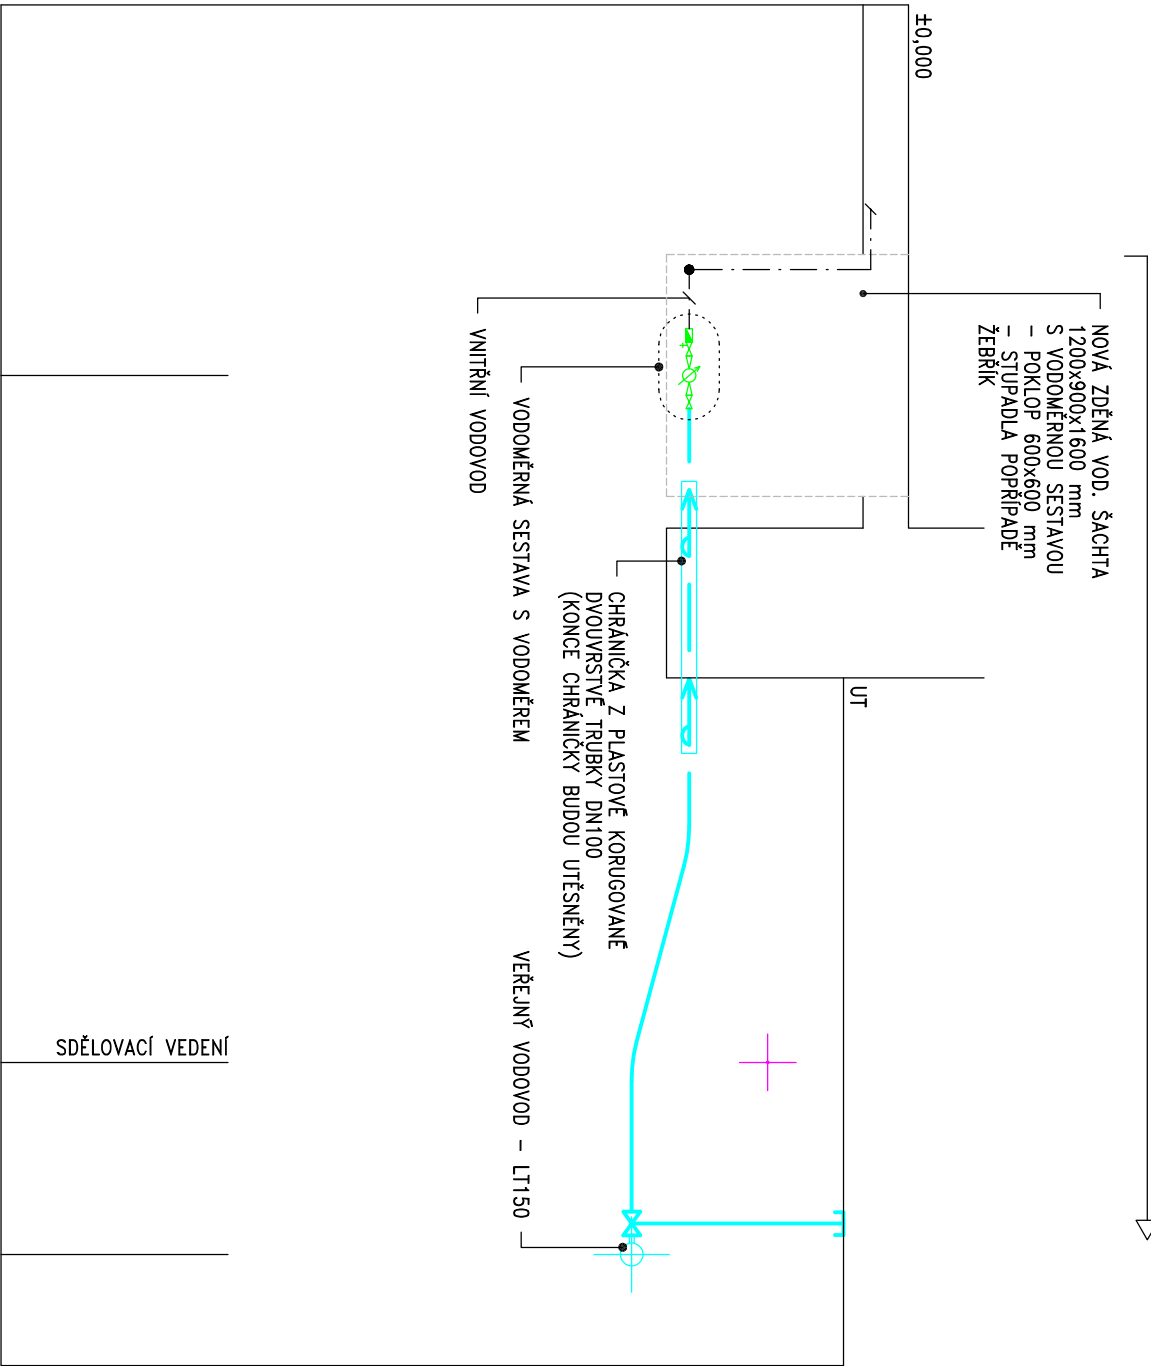 ±0,000
NOVÁ ZDĚNÁ VOD. ŠACHTA
1200x900x1600 mm
S VODOMĚRNOU SESTAVOU
- POKLOP 600x600 mm
- STUPADLA POPŘÍPADĚ
ŽEBŘÍK
UT
CHRÁNIČKA Z PLASTOVÉ KORUGOVANÉ
DVOUVRSTVÉ TRUBKY DN100
(KONCE CHRÁNIČKY BUDOU UTĚSNĚNY)
VODOMĚRNÁ SESTAVA S VODOMĚREM
VEŘEJNÝ VODOVOD - LT150
VNITŘNÍ VODOVOD
SDĚLOVACÍ VEDENÍ